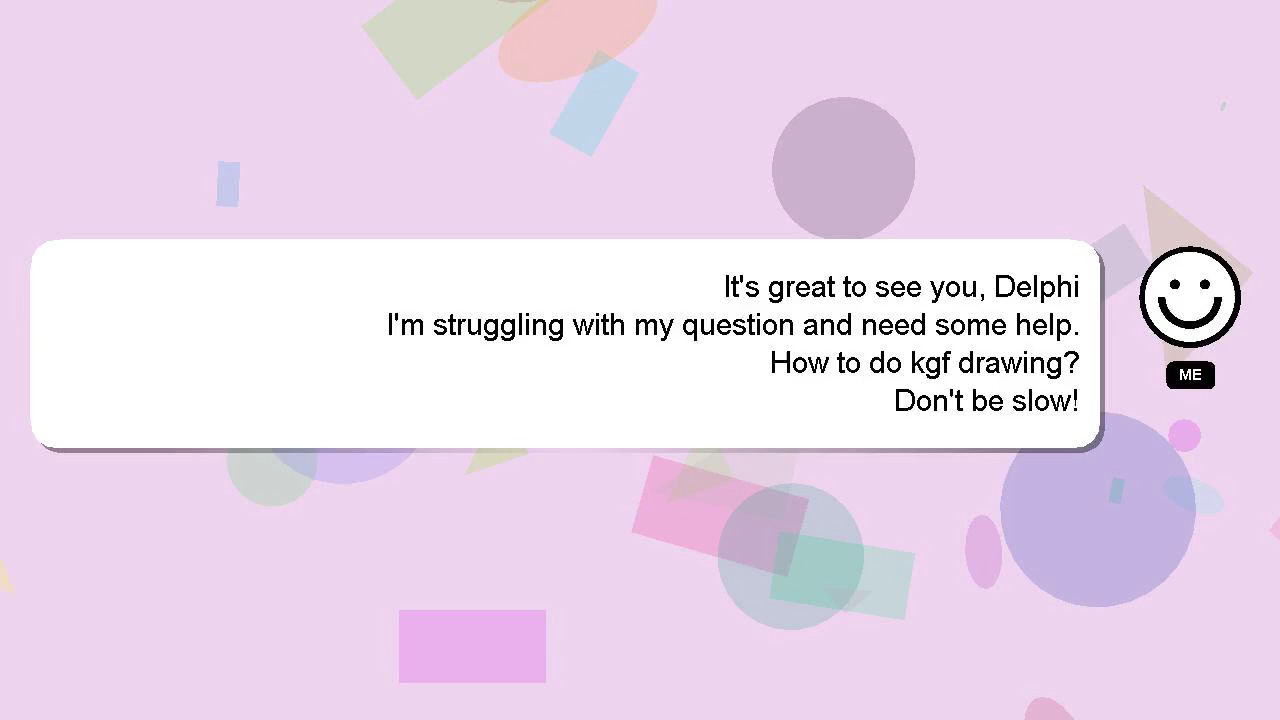 It's great to see you, Delphi
I'm struggling with my question and need some help.
How to do kgf drawing?
Don't be slow!
ME